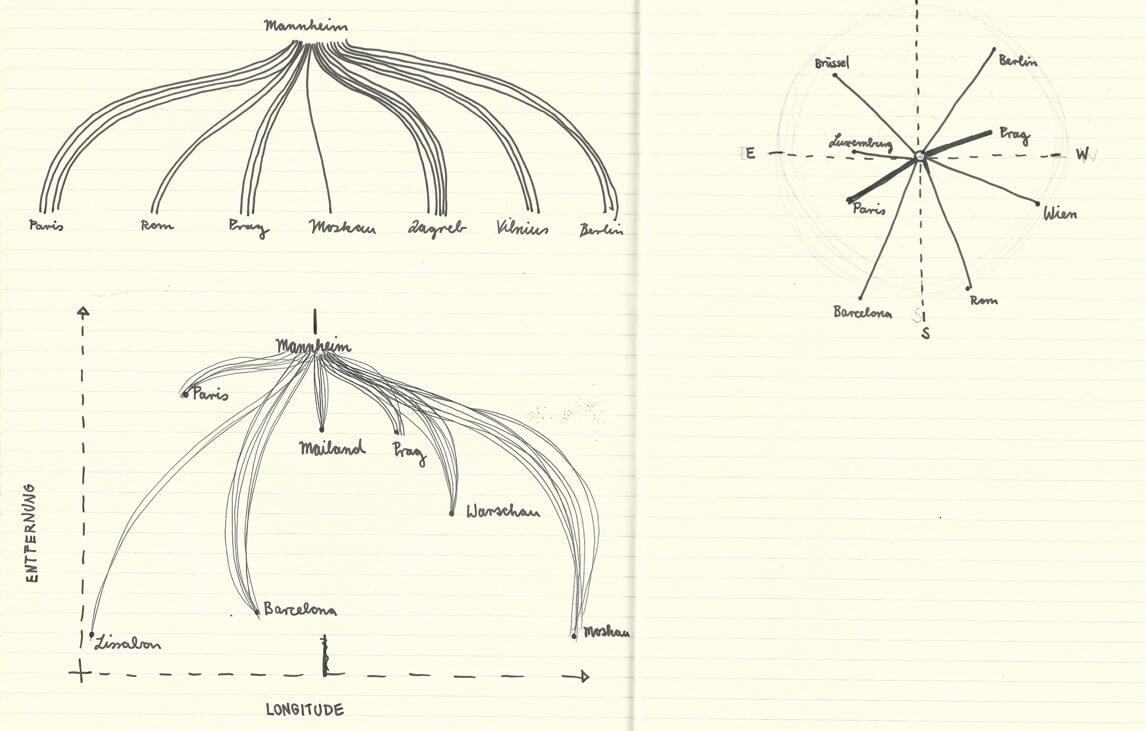 Mannheim
Paris
Rom
Prag
Moskau
Zagreb
Vilnius
Berlin
Mannheim
Paris
Mailand
Prag
Warschau
Barcelona
Lissabon
Moskau
ENTFERNUNG
LONGITUDE
Brüssel
Berlin
Luxemburg
Prag
E
W
Paris
Wien
Barcelona
Rom
S